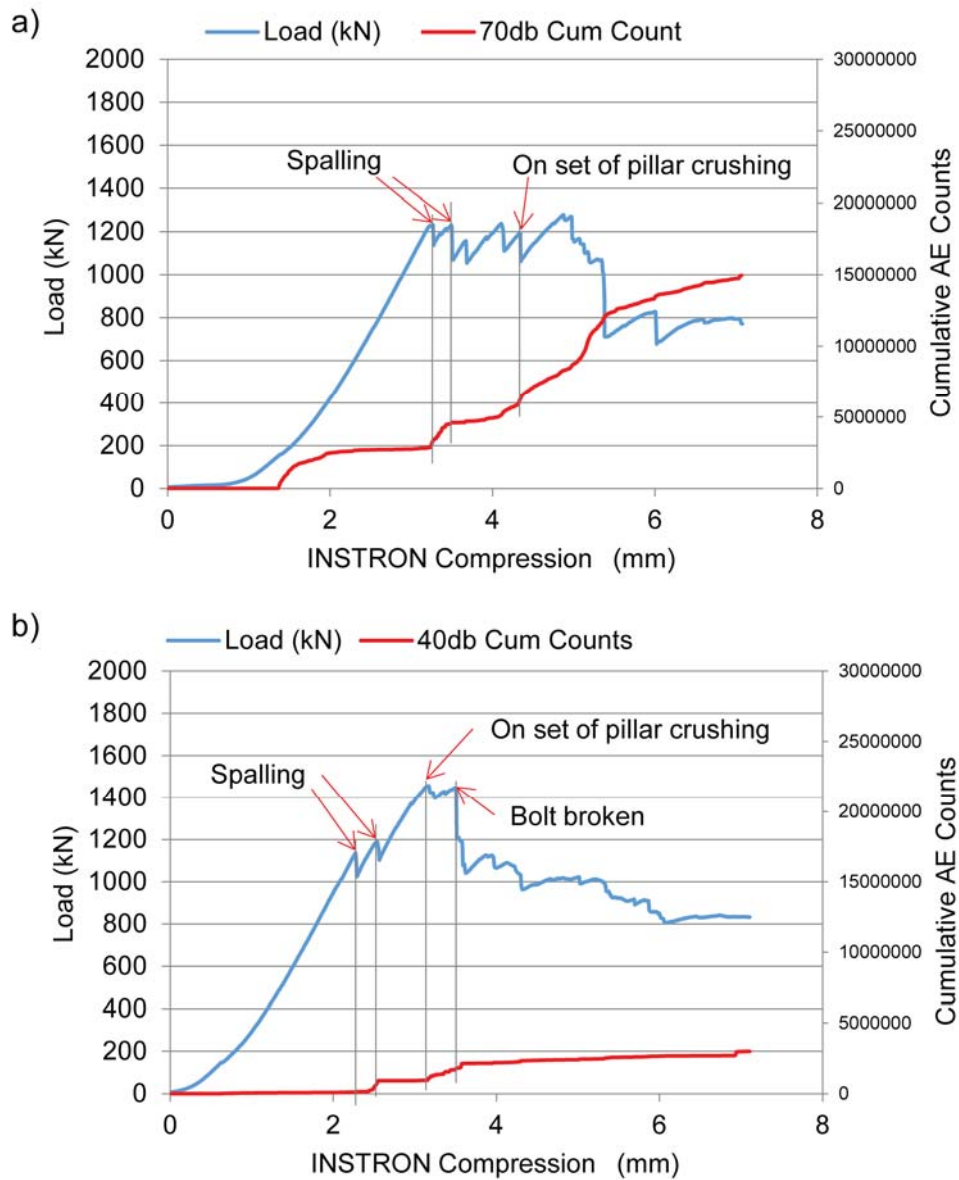 a)
Load (kN) 70db Cum Count
2000 30000000
1800
25000000
1600
Spalling
On set of pillar crushing
1400 20000000
1200
1000 15000000
800
10000000
600
400 5000000
200
0 0
0 2 4 6 8
INSTRON Compression (mm)
Load (kN)
Cumulative AE Counts
b)
Load (kN) 40db Cum Counts
2000 30000000
1800
25000000
1600
On set of pillar crushing
Spalling
1400 20000000
Bolt broken
1200
1000 15000000
800
10000000
600
400 5000000
200
0 0
0 2 4 6 8
INSTRON Compression (mm)
Load (kN)
Cumulative AE Counts